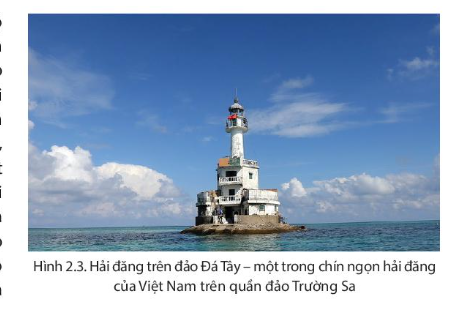 Hình 2.3. Hải đăng trên đảo Đá Tây – một trong chín ngọn hải đăng
của Việt Nam trên quần đảo Trường Sa